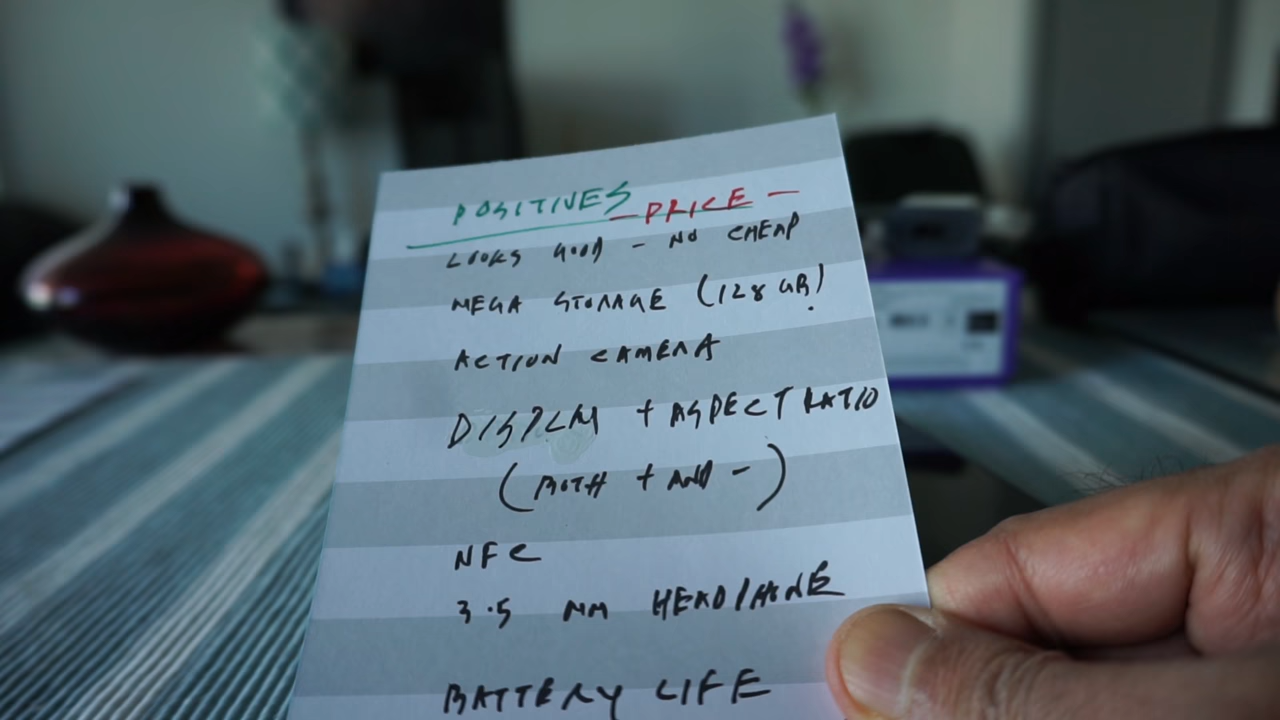 POSITIVES - PRICE -
LOOKS GOOD - NO CHEAP
MEGA STORAGE (128 GB)
ACTION CAMERA
DISPLAY + ASPECT RATIO
(BOTH + AND -)
NFC
3.5 MM HEADPHONE
BATTERY LIFE